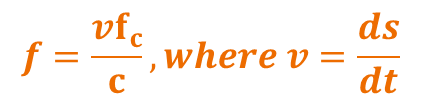 f = vf_c / c , where v = ds / dt